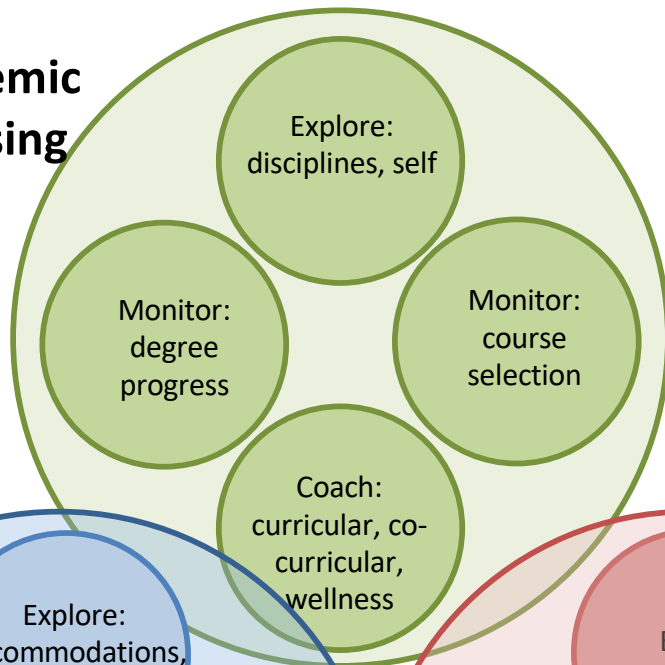 emic
sing
Explore:
disciplines, self
Monitor:
degree
progress
Monitor:
course
selection
Coach:
curricular, co-
curricular,
wellness
Explore:
commodations,